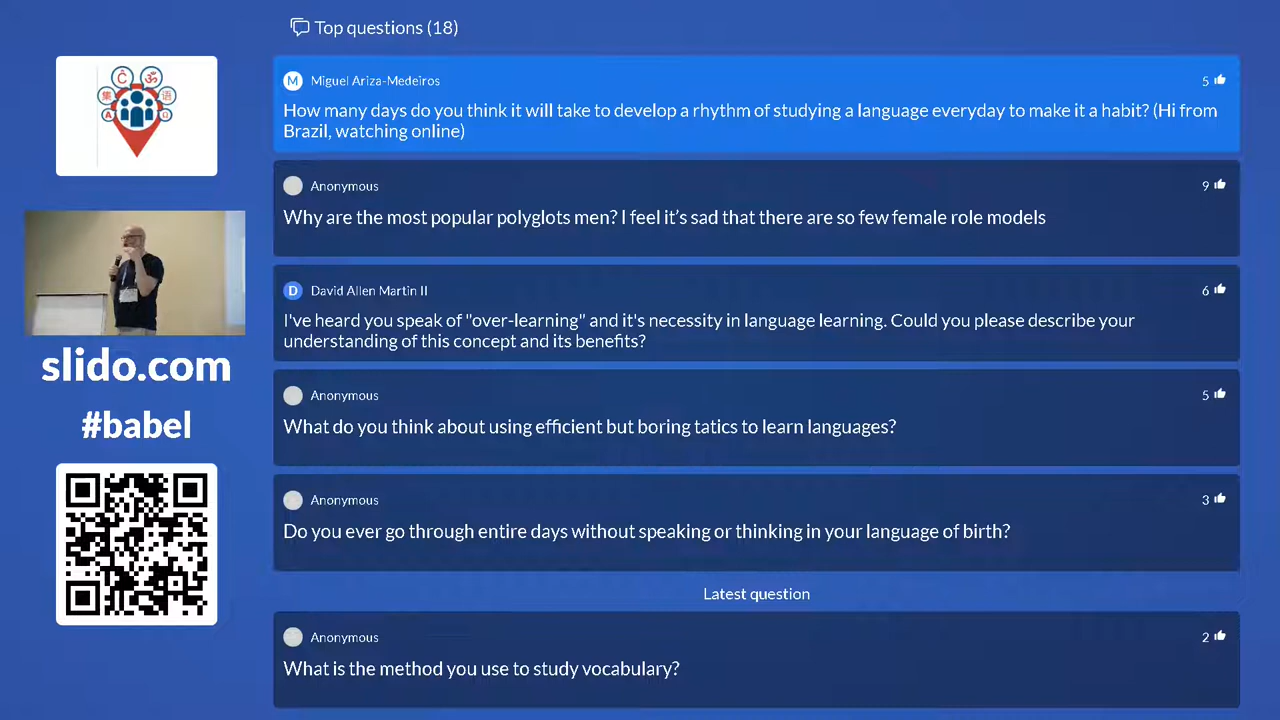 Top questions (18)
M Miguel Ariza-Medeiros 5
How many days do you think it will take to develop a rhythm of studying a language everyday to make it a habit? (Hi from
Brazil, watching online)
Anonymous 9
Why are the most popular polyglots men? I feel it's sad that there are so few female role models
D David Allen Martin II 6
I've heard you speak of "over-learning" and it's necessity in language learning. Could you please describe your
understanding of this concept and its benefits?
Anonymous 5
What do you think about using efficient but boring tatics to learn languages?
Anonymous 3
Do you ever go through entire days without speaking or thinking in your language of birth?
Latest question
Anonymous 2
What is the method you use to study vocabulary?
Ĉ ॐ
集 语
A Ω
slido.com
#babel